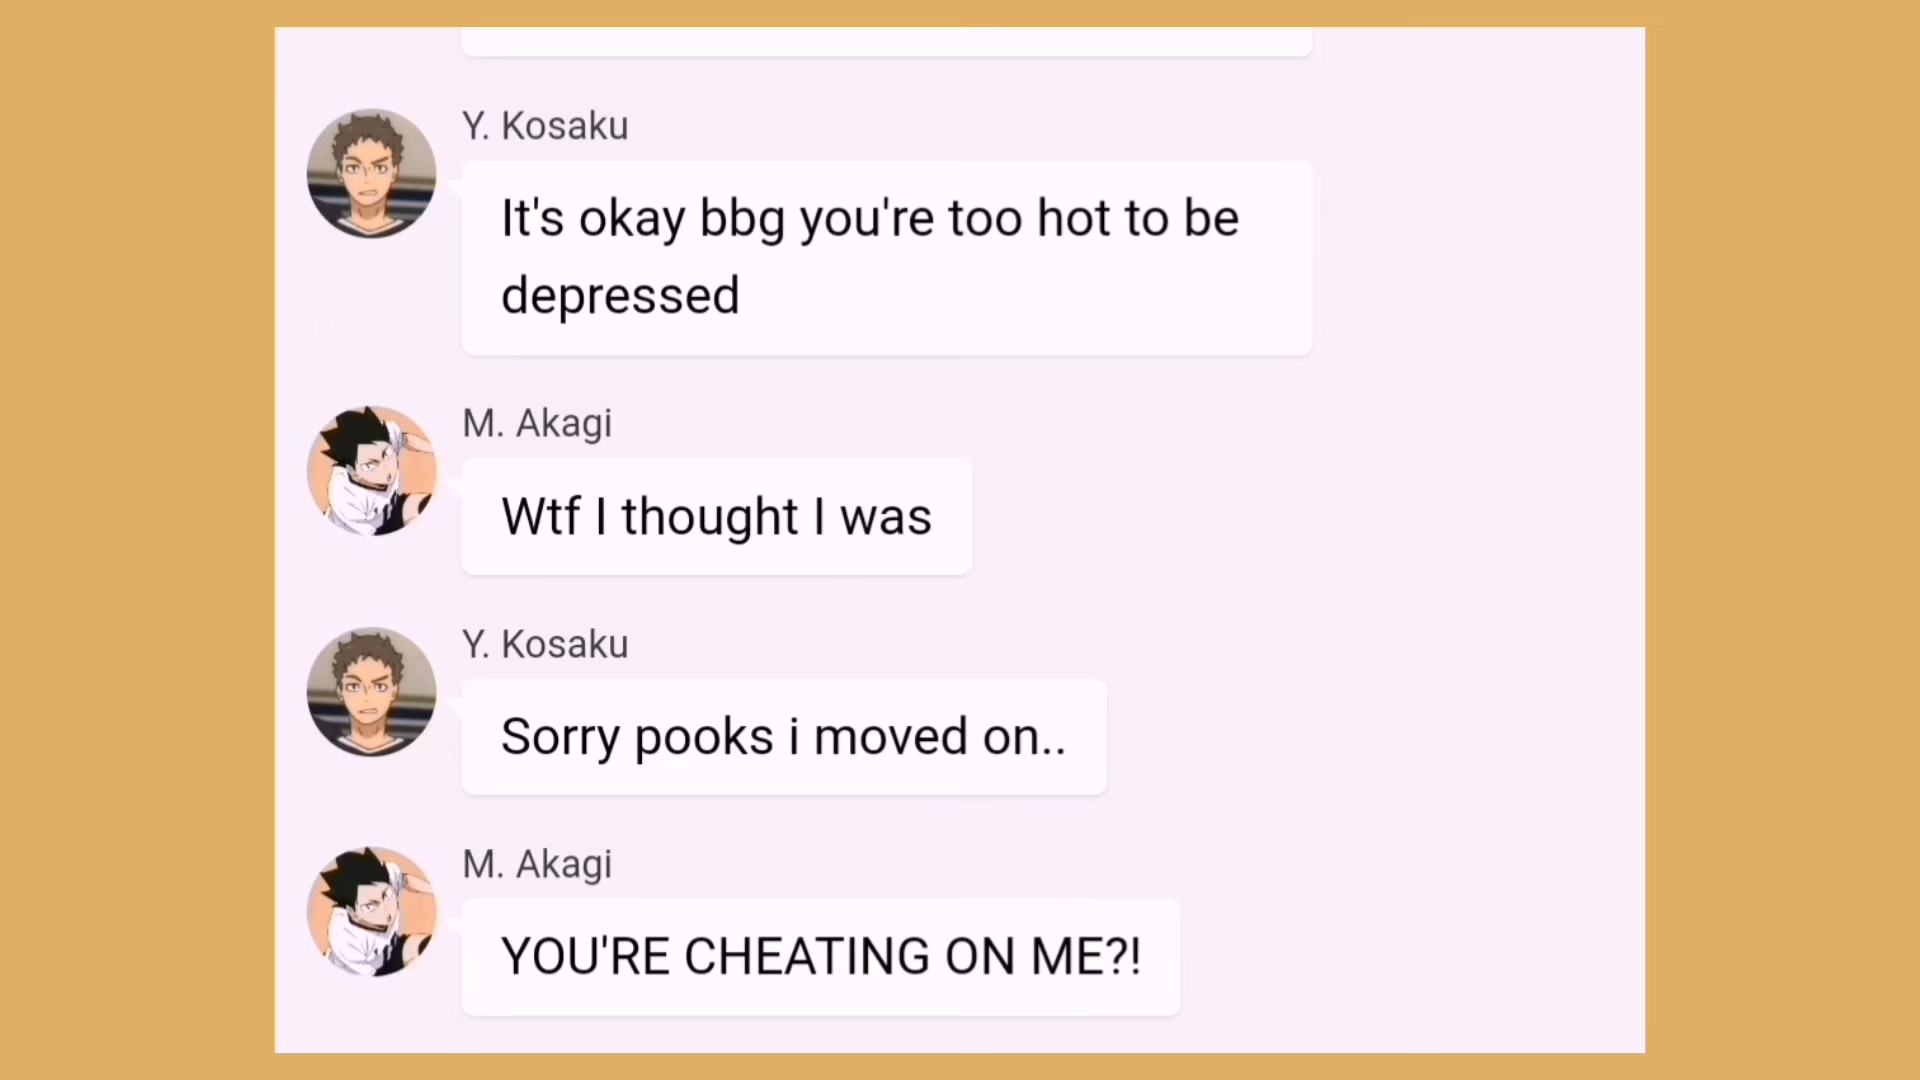 Y. Kosaku
It's okay bbg you're too hot to be
depressed
M. Akagi
Wtf I thought I was
Y. Kosaku
Sorry pooks i moved on..
M. Akagi
YOU'RE CHEATING ON ME?!